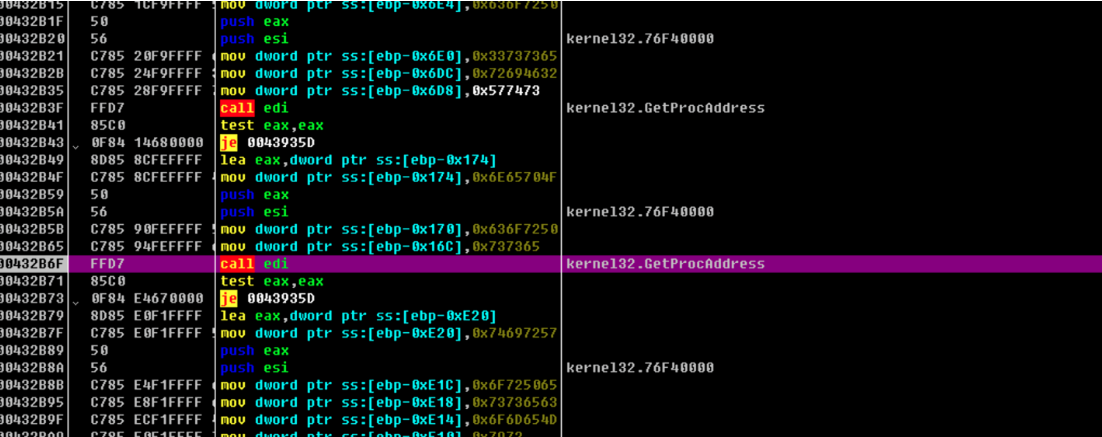 00432B15 C785 1CF9FFFF mov dword ptr ss:[ebp-0x6E4],0x636F7250
00432B1F 50 push eax
00432B20 56 push esi kernel32.76F40000
00432B21 C785 20F9FFFF mov dword ptr ss:[ebp-0x6E0],0x33737365
00432B2B C785 24F9FFFF mov dword ptr ss:[ebp-0x6DC],0x72694632
00432B35 C785 28F9FFFF mov dword ptr ss:[ebp-0x6D8],0x577473
00432B3F FFD7 call edi kernel32.GetProcAddress
00432B41 85C0 test eax,eax
00432B43 0F84 14680000 je 0043935D
00432B49 8D85 8CFEFFFF lea eax,dword ptr ss:[ebp-0x174]
00432B4F C785 8CFEFFFF mov dword ptr ss:[ebp-0x174],0x6E65704F
00432B59 50 push eax
00432B5A 56 push esi kernel32.76F40000
00432B5B C785 90FEFFFF mov dword ptr ss:[ebp-0x170],0x636F7250
00432B65 C785 94FEFFFF mov dword ptr ss:[ebp-0x16C],0x737365
00432B6F FFD7 call edi kernel32.GetProcAddress
00432B71 85C0 test eax,eax
00432B73 0F84 E4670000 je 0043935D
00432B79 8D85 E0F1FFFF lea eax,dword ptr ss:[ebp-0xE20]
00432B7F C785 E0F1FFFF mov dword ptr ss:[ebp-0xE20],0x74697257
00432B89 50 push eax
00432B8A 56 push esi kernel32.76F40000
00432B8B C785 E4F1FFFF mov dword ptr ss:[ebp-0xE1C],0x6F725065
00432B95 C785 E8F1FFFF mov dword ptr ss:[ebp-0xE18],0x73736563
00432B9F C785 ECF1FFFF mov dword ptr ss:[ebp-0xE14],0x6F6D654D